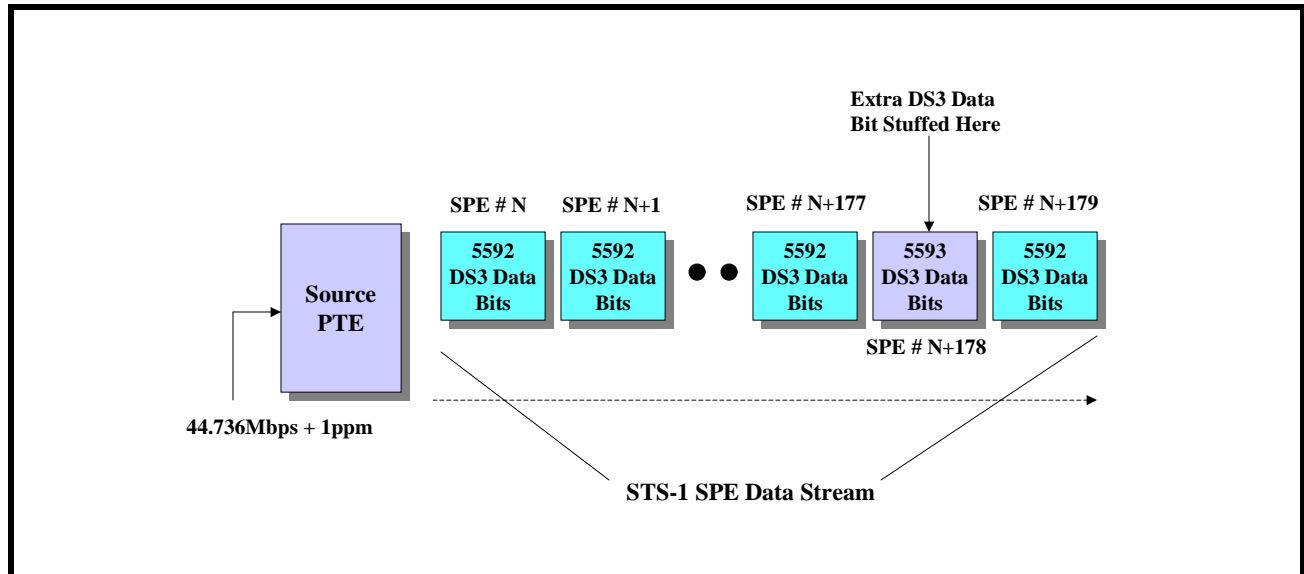 Extra DS3 Data
Bit Stuffed Here
SPE # N
SPE # N+1
SPE # N+177
SPE # N+179
Source
PTE
5592
DS3 Data
Bits
5592
DS3 Data
Bits
5592
DS3 Data
Bits
5593
DS3 Data
Bits
5592
DS3 Data
Bits
SPE # N+178
44.736Mbps + 1ppm
STS-1 SPE Data Stream